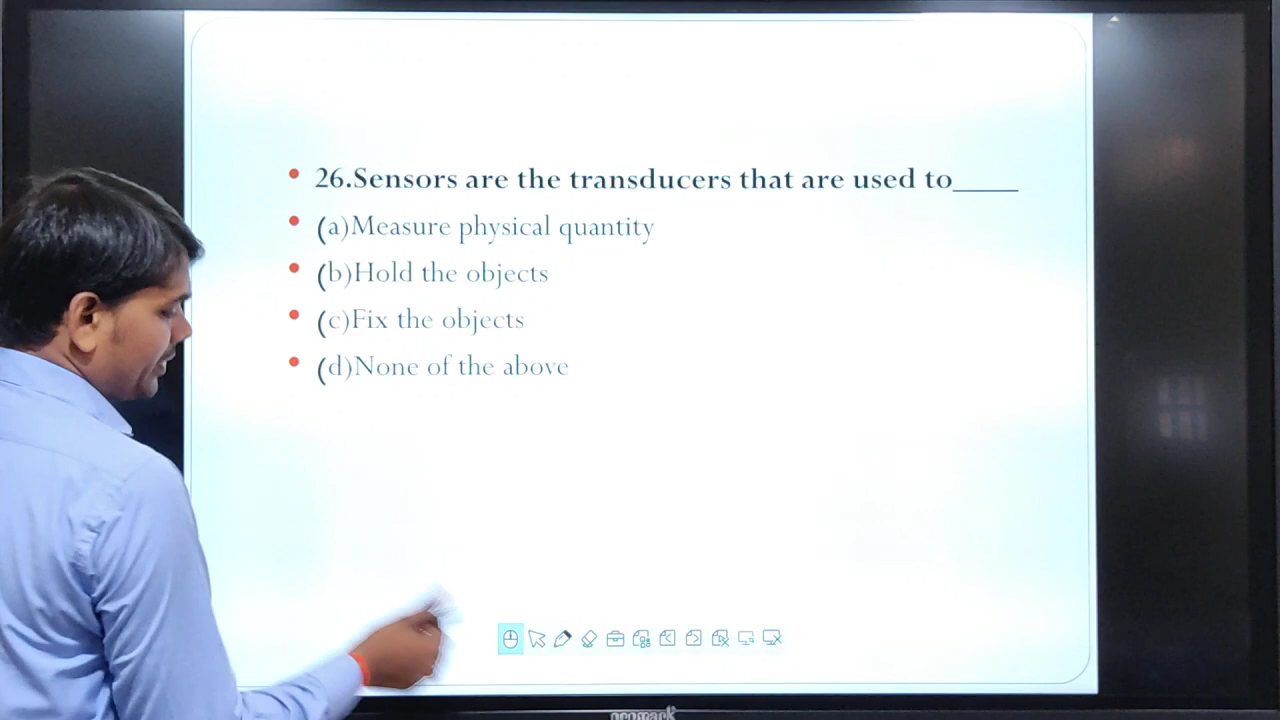 • 26.Sensors are the transducers that are used to_____
• (a)Measure physical quantity
• (b)Hold the objects
• (c)Fix the objects
• (d)None of the above